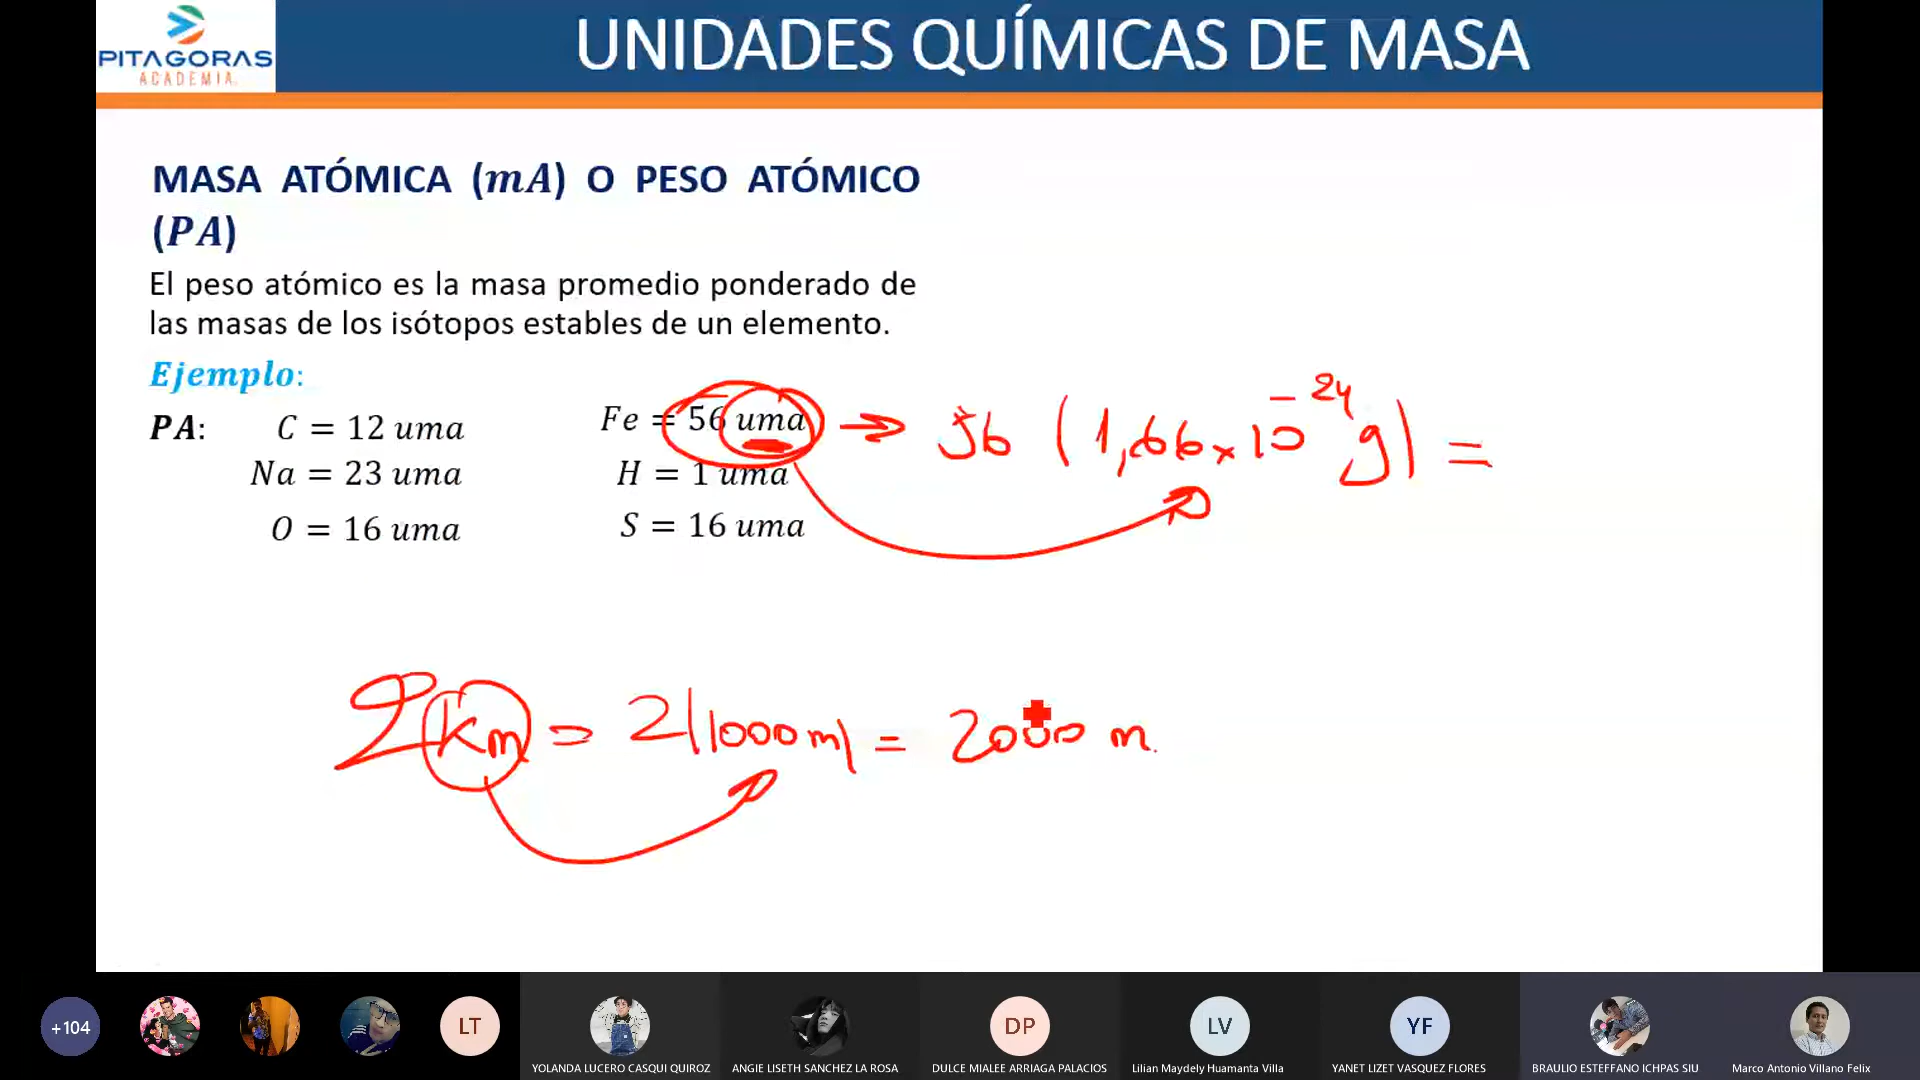 PITAGORAS
ACADEMIA.
UNIDADES QUÍMICAS DE MASA
MASA ATÓMICA (mA) O PESO ATÓMICO
(PA)
El peso atómico es la masa promedio ponderado de
las masas de los isótopos estables de un elemento.
Ejemplo:
PA: C = 12 uma Fe = 56 uma → 56 (1,66 x 10⁻²⁴ g) =
Na = 23 uma H = 1 uma
O = 16 uma S = 16 uma
2 km = 2(1000 m) = 2000 m.
+104
LT
DP
LV
YF
YOLANDA LUCERO CASQUI QUIROZ
ANGIE LISETH SANCHEZ LA ROSA
DULCE MIALEE ARRIAGA PALACIOS
Lilian Maydely Huamanta Villa
YANET LIZET VASQUEZ FLORES
BRAULIO ESTEFFANO ICHPAS SIU
Marco Antonio Villano Felix